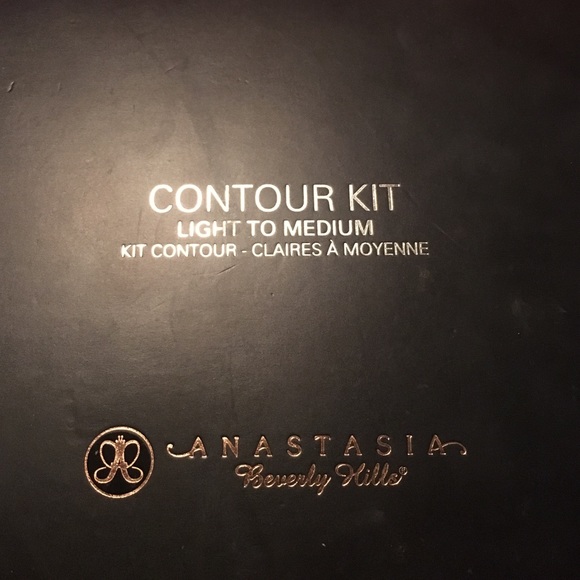 CONTOUR KIT
LIGHT TO MEDIUM
KIT CONTOUR - CLAIRES À MOYENNE
ANASTASIA
Beverly Hills®